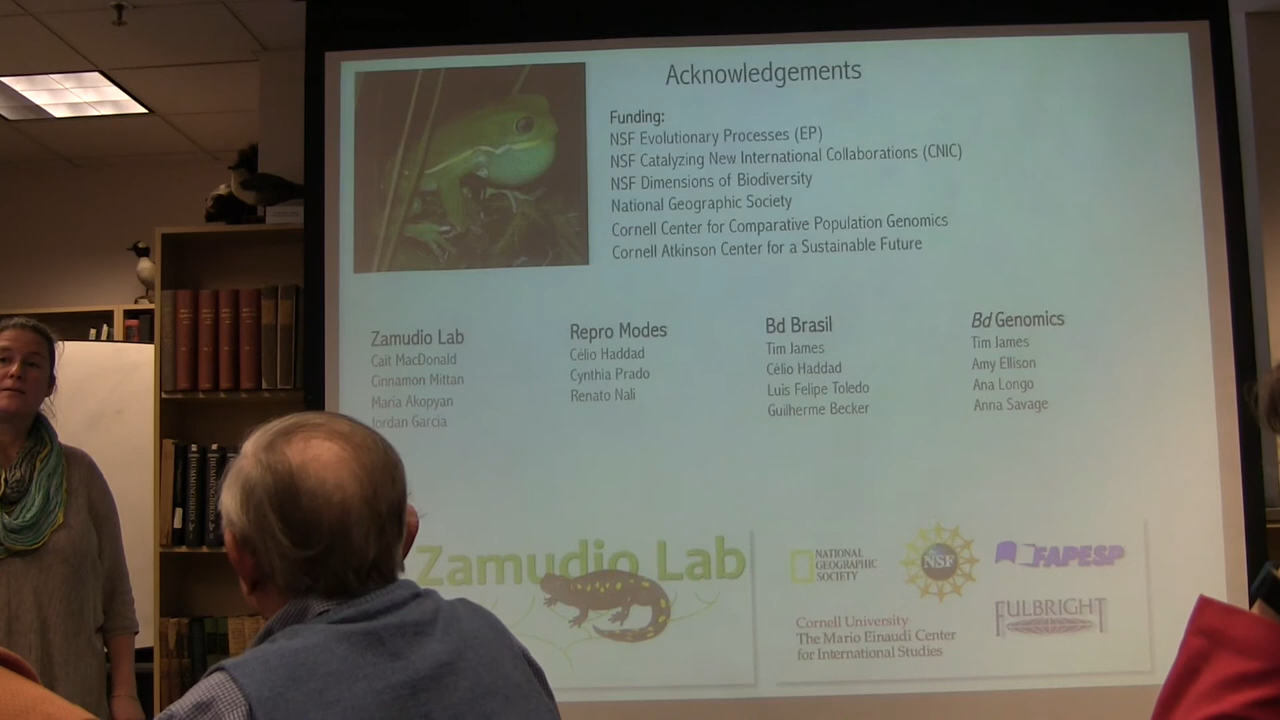 Acknowledgements
Funding:
NSF Evolutionary Processes (EP)
NSF Catalyzing New International Collaborations (CNIC)
NSF Dimensions of Biodiversity
National Geographic Society
Cornell Center for Comparative Population Genomics
Cornell Atkinson Center for a Sustainable Future
Zamudio Lab
Cait MacDonald
Cinnamon Mittan
Maria Akopyan
Jordan Garcia
Repro Modes
Célio Haddad
Cynthia Prado
Renato Nali
Bd Brasil
Tim James
Célio Haddad
Luis Felipe Toledo
Guilherme Becker
Bd Genomics
Tim James
Amy Ellison
Ana Longo
Anna Savage
Zamudio Lab
NATIONAL
GEOGRAPHIC
SOCIETY
NSF
FAPESP
Cornell University
The Mario Einaudi Center
for International Studies
FULBRIGHT
HUMMINGBIRDS
HUMMINGBIRDS